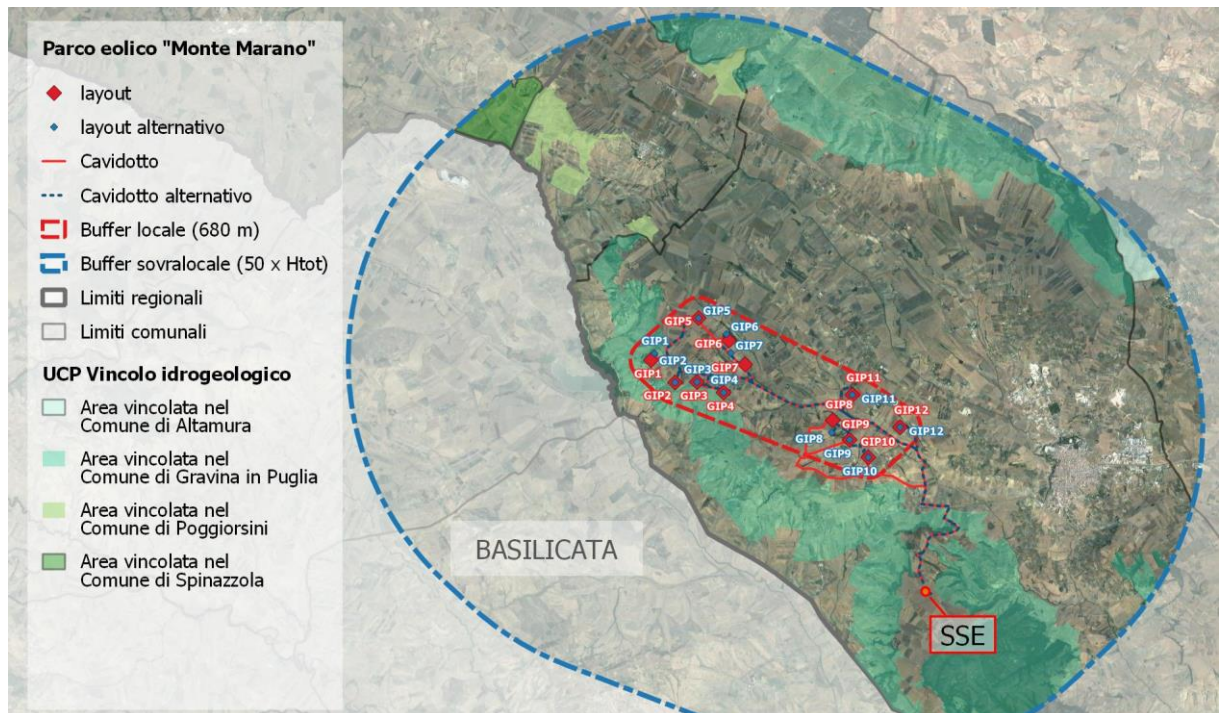 Parco eolico "Monte Marano"
layout
layout alternativo
Cavidotto
Cavidotto alternativo
Buffer locale (680 m)
Buffer sovralocale (50 x Htot)
Limiti regionali
Limiti comunali
UCP Vincolo idrogeologico
Area vincolata nel
Comune di Altamura
Area vincolata nel
Comune di Gravina in Puglia
Area vincolata nel
Comune di Poggiorsini
Area vincolata nel
Comune di Spinazzola
GIP5
GIP5
GIP6
GIP1
GIP6
GIP7
GIP2
GIP1
GIP3
GIP7
GIP4
GIP2
GIP3
GIP4
GIP11
GIP11
GIP8
GIP12
GIP9
GIP12
GIP8
GIP10
GIP9
GIP10
BASILICATA
SSE